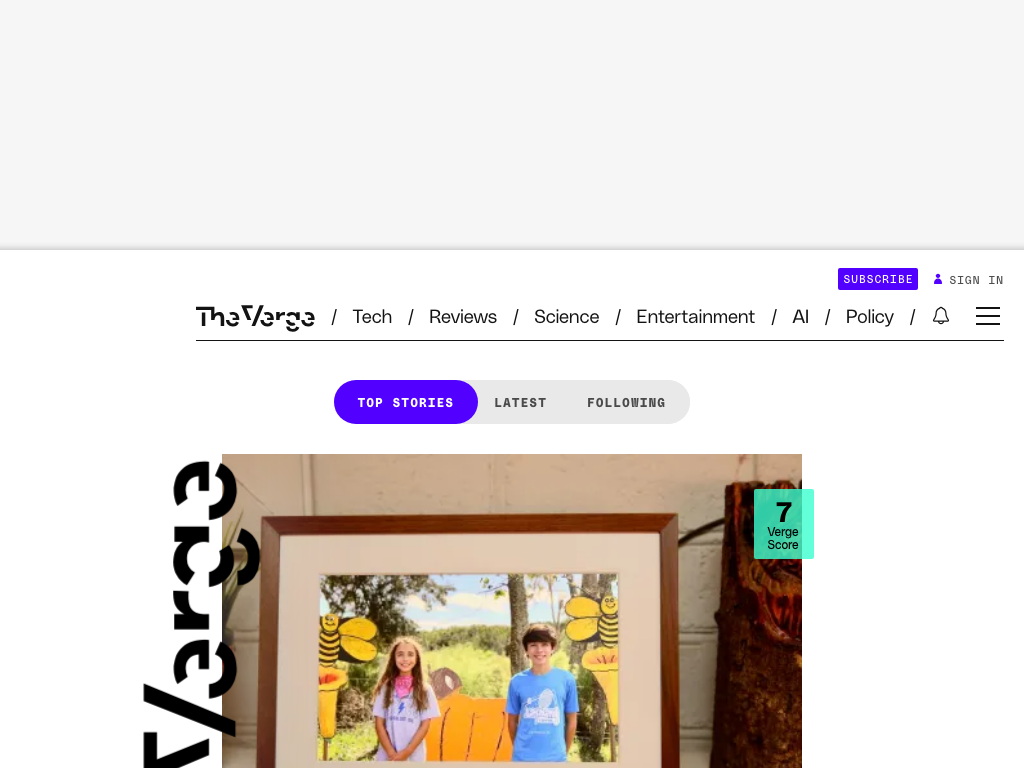 SUBSCRIBE
SIGN IN
The Verge / Tech / Reviews / Science / Entertainment / AI / Policy /
TOP STORIES
LATEST
FOLLOWING
Verge
7
Verge
Score